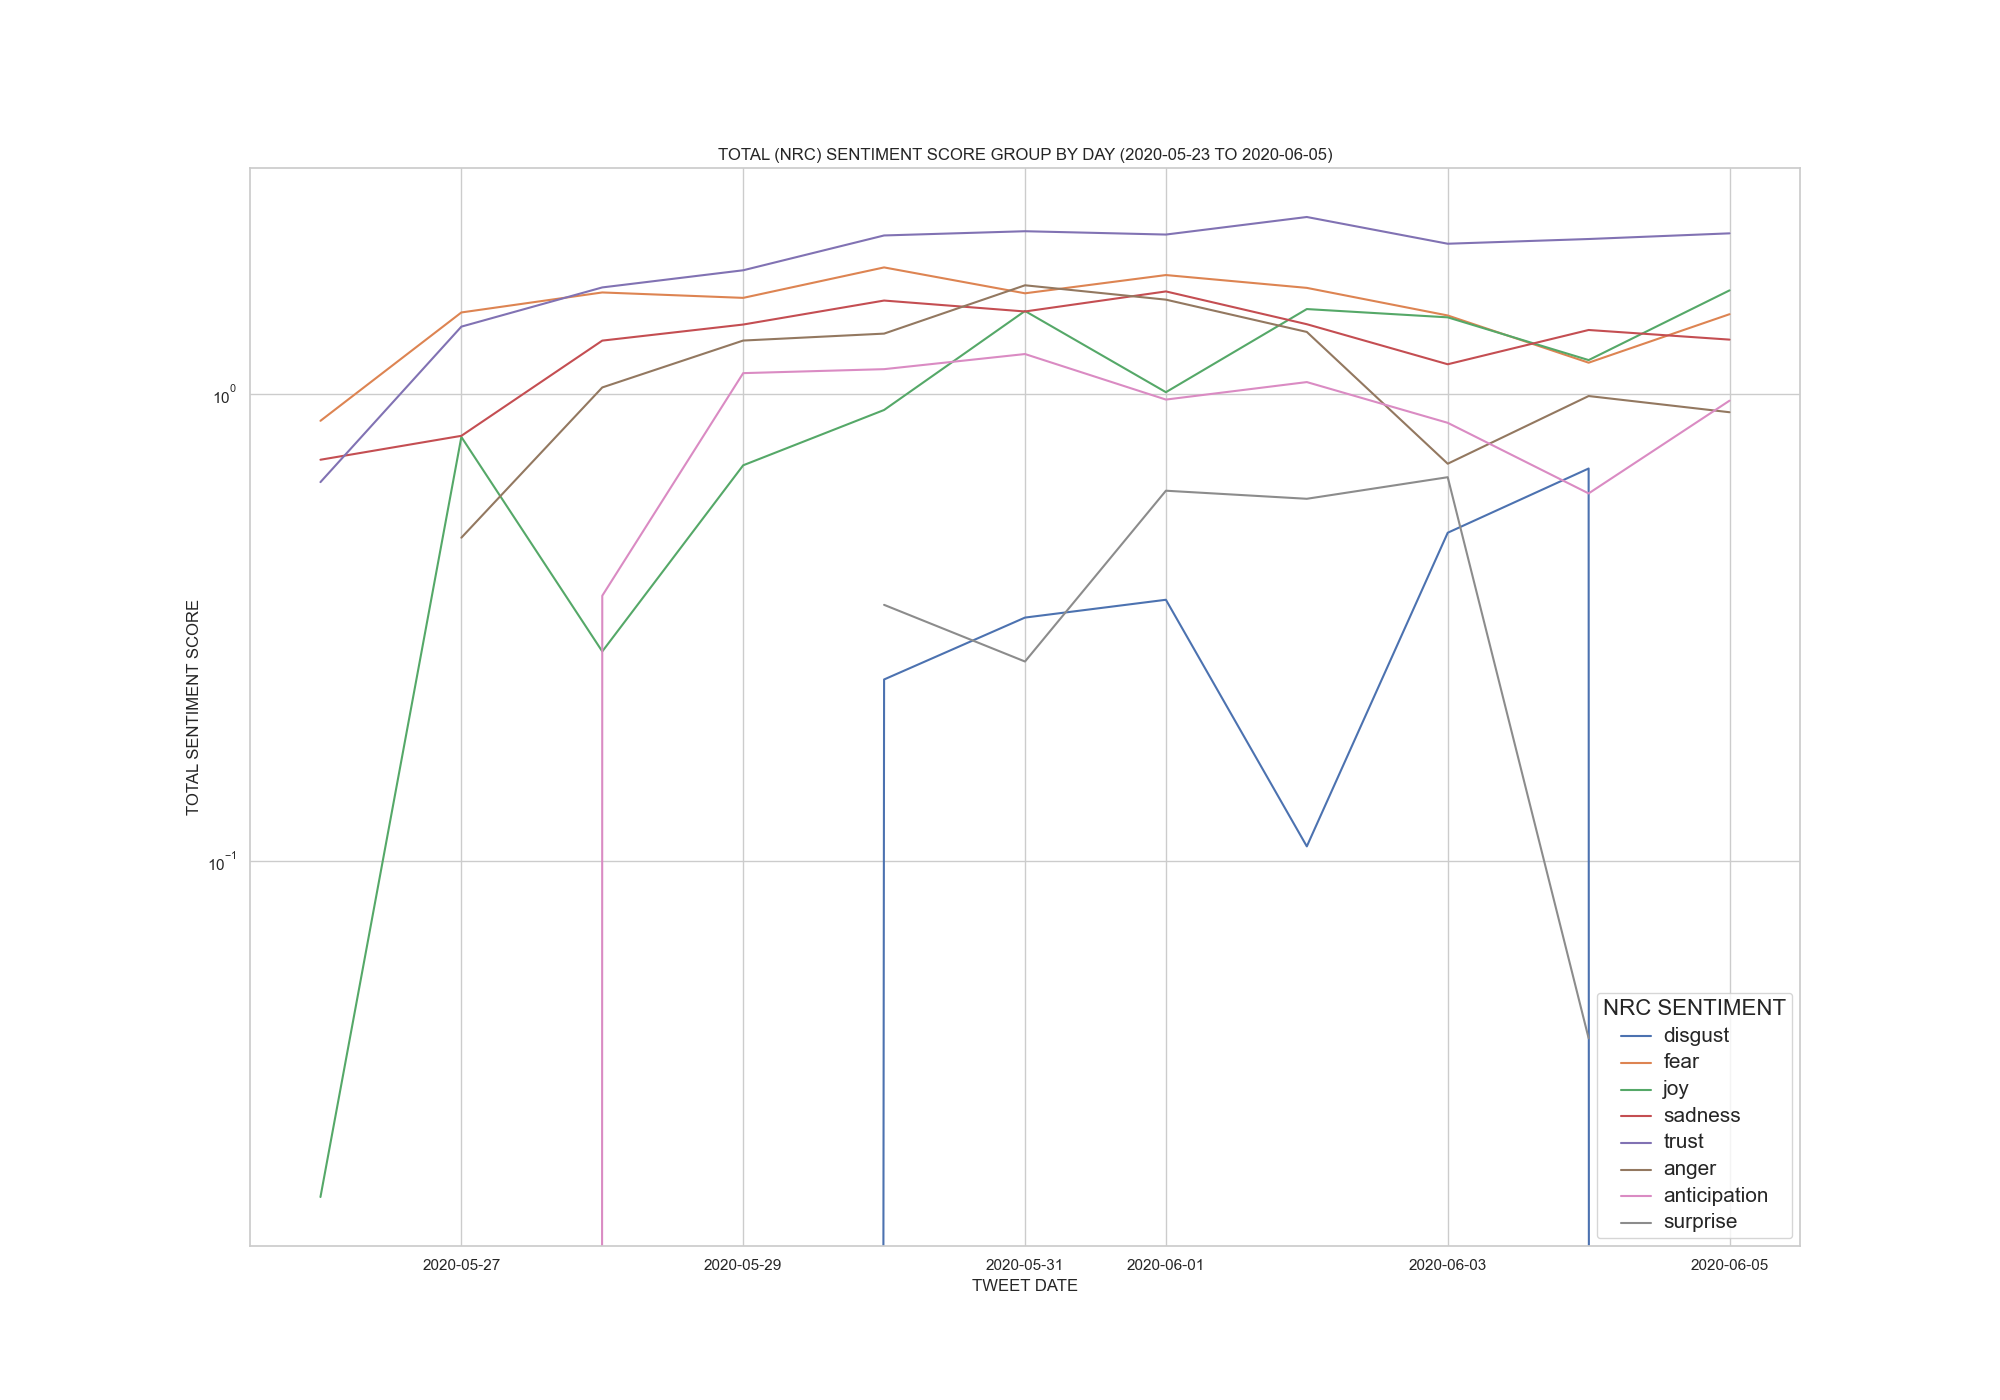 TOTAL (NRC) SENTIMENT SCORE GROUP BY DAY (2020-05-23 TO 2020-06-05)
TOTAL SENTIMENT SCORE
10⁰
10⁻¹
NRC SENTIMENT
disgust
fear
joy
sadness
trust
anger
anticipation
surprise
2020-05-27 2020-05-29 2020-05-31 2020-06-01 2020-06-03 2020-06-05
TWEET DATE